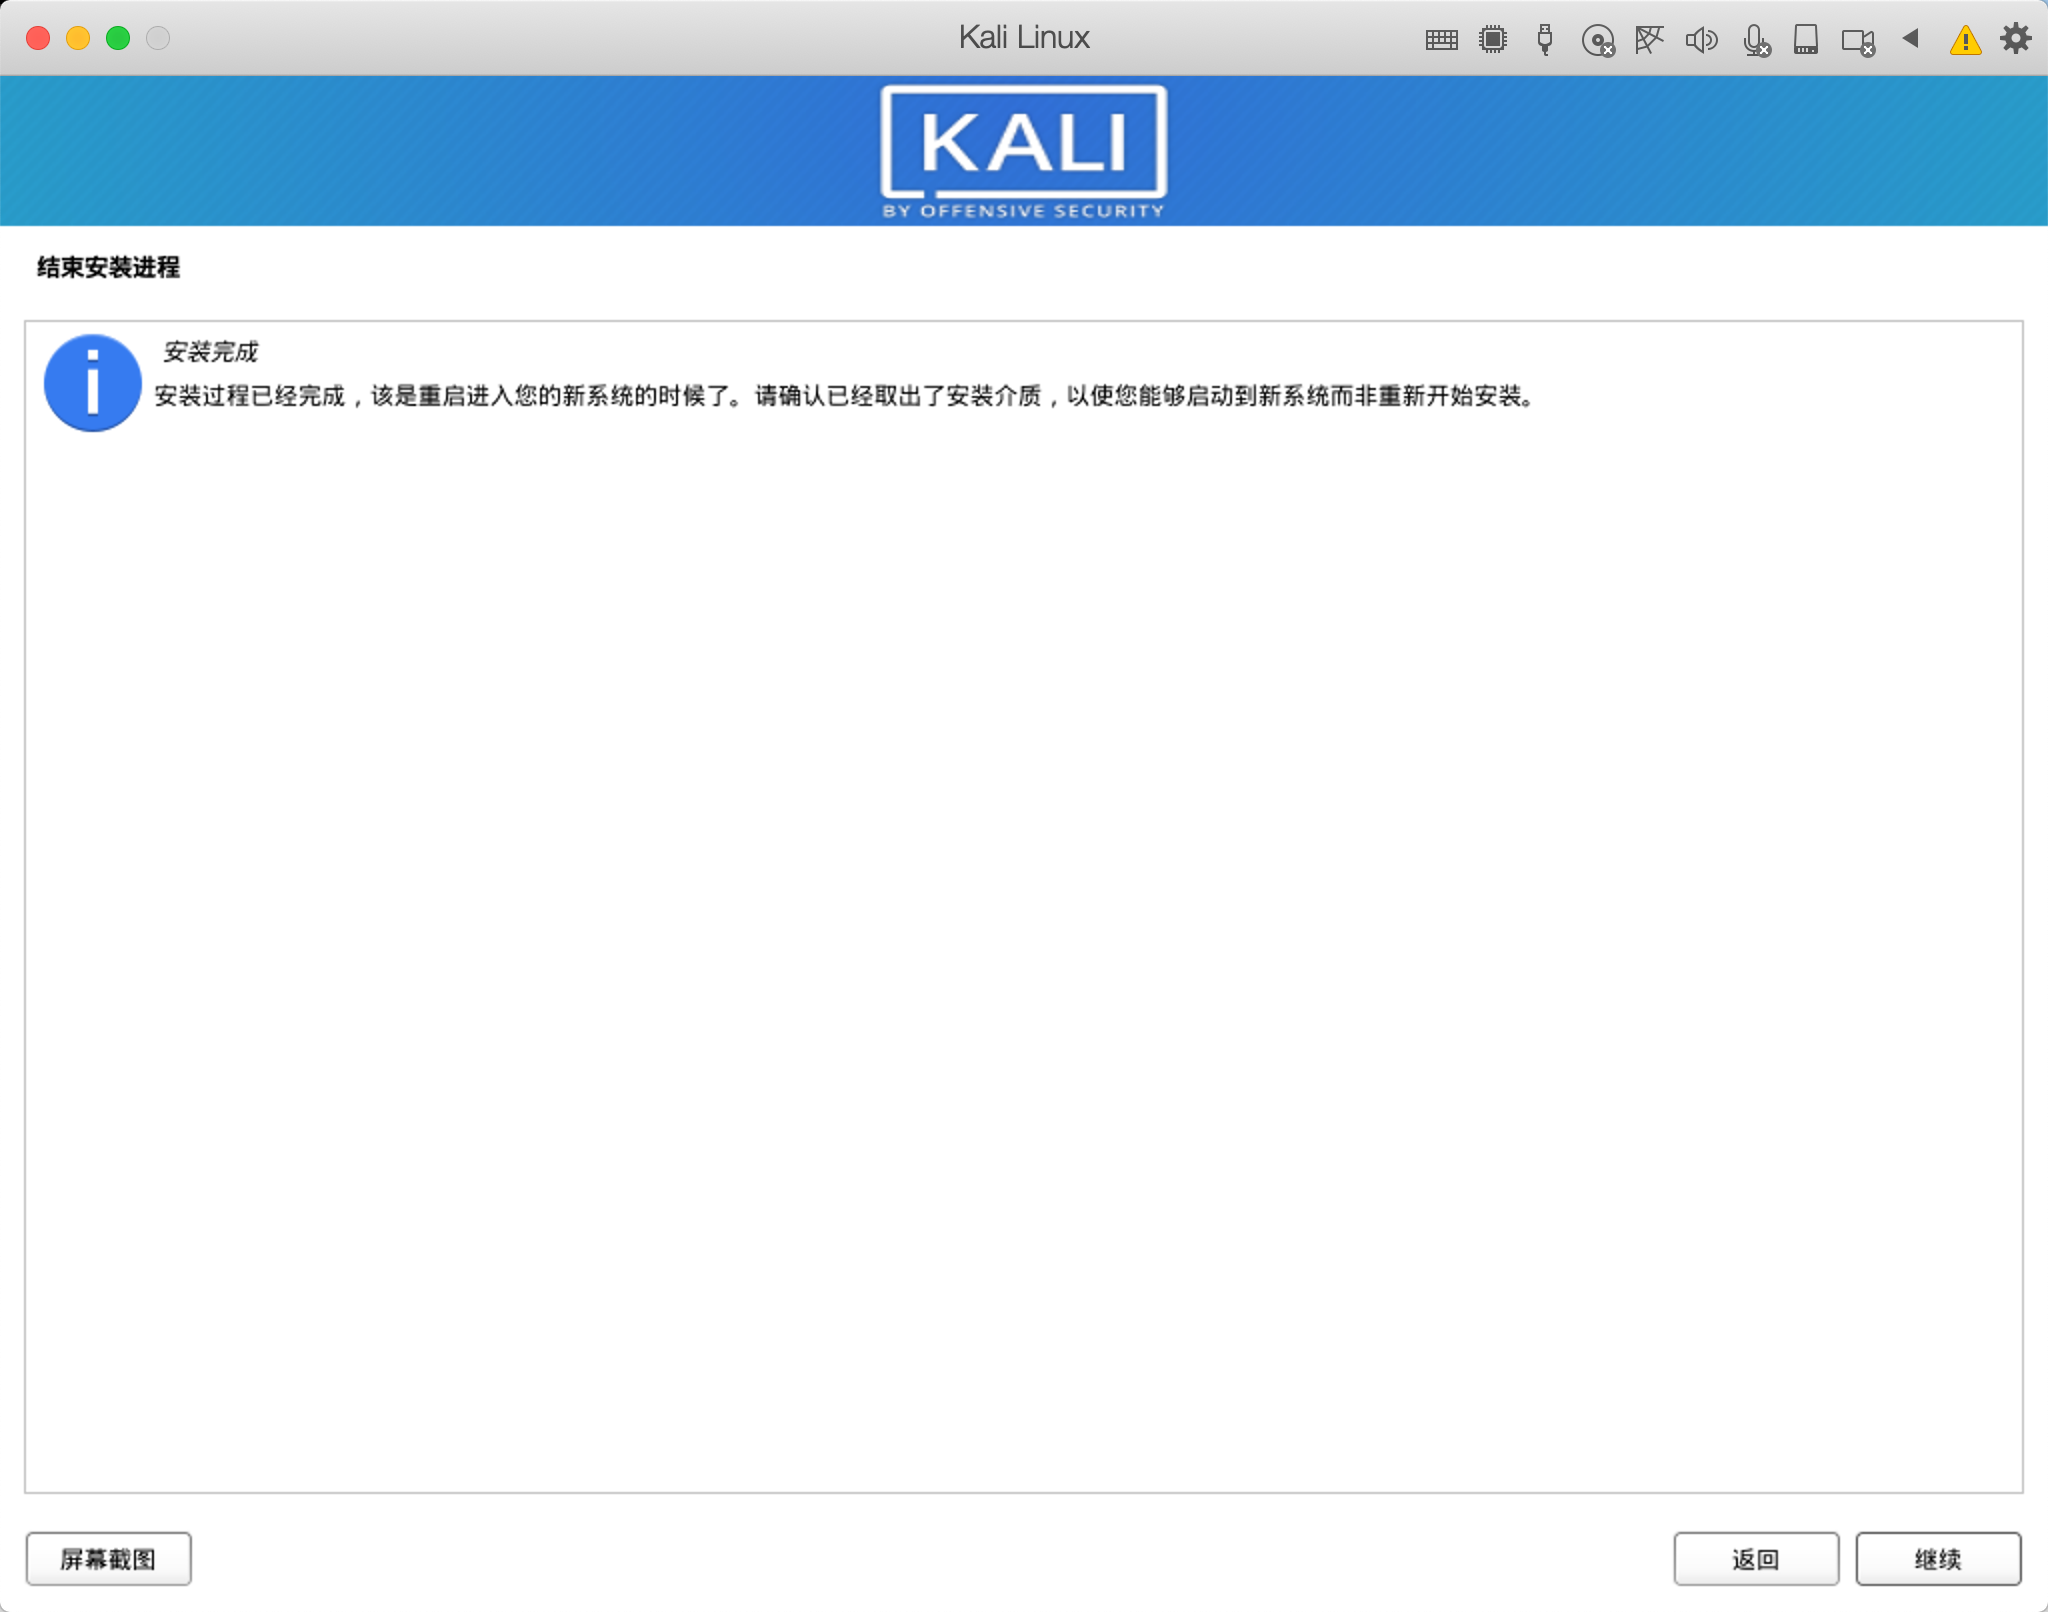 Kali Linux
KALI
BY OFFENSIVE SECURITY
结束安装进程
安装完成
安装过程已经完成，该是重启进入您的新系统的时候了。请确认已经取出了安装介质，以使您能够启动到新系统而非重新开始安装。
屏幕截图
返回
继续